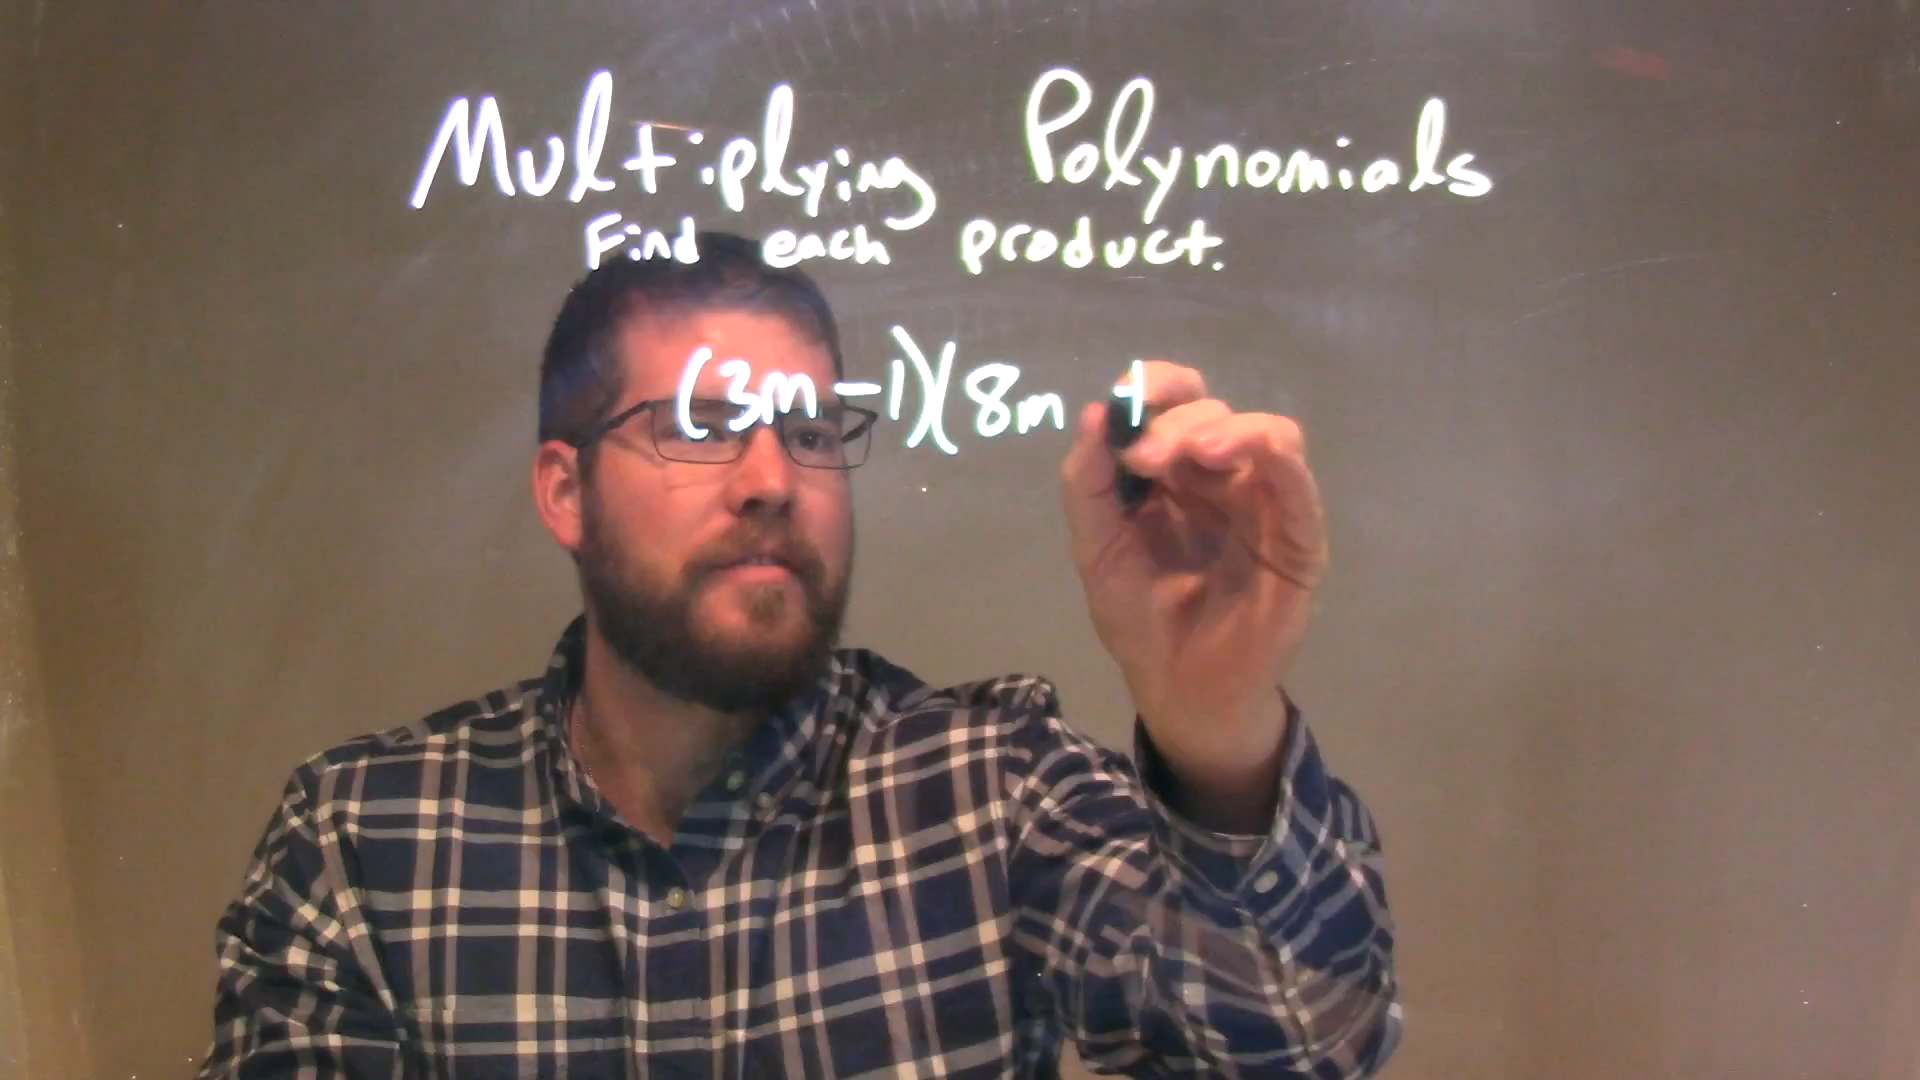 Multiplying Polynomials
Find each product.
(3m-1)(8m +